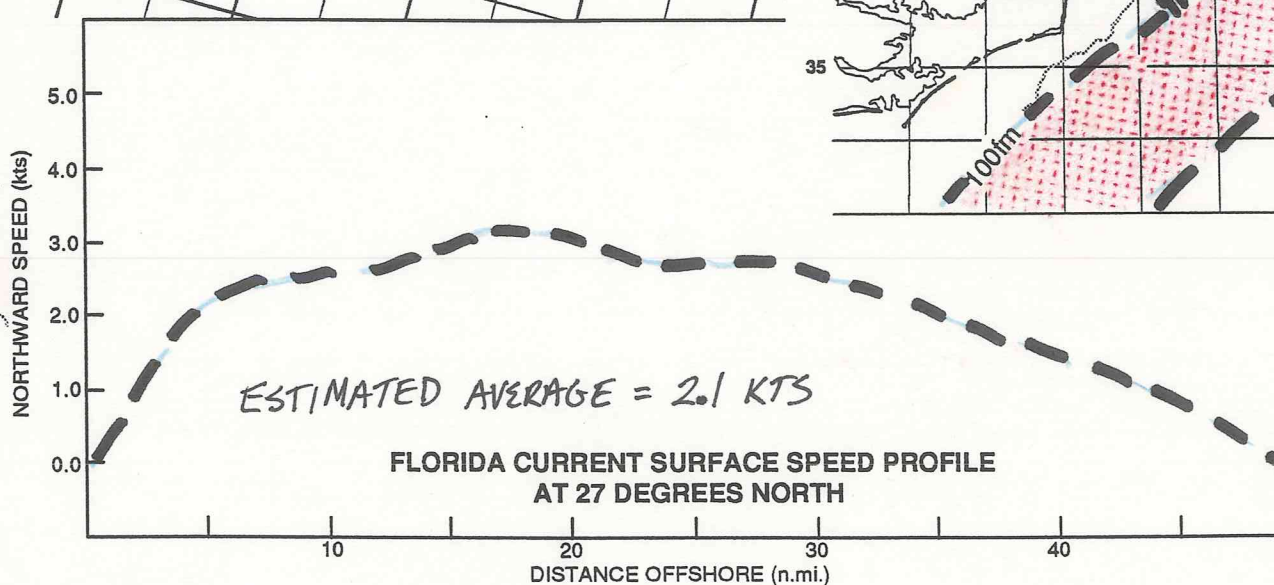 35
100fm
5.0
4.0
3.0
2.0
1.0
0.0
NORTHWARD SPEED (kts)
ESTIMATED AVERAGE = 2.1 KTS
FLORIDA CURRENT SURFACE SPEED PROFILE
AT 27 DEGREES NORTH
10
20
30
40
DISTANCE OFFSHORE (n.mi.)